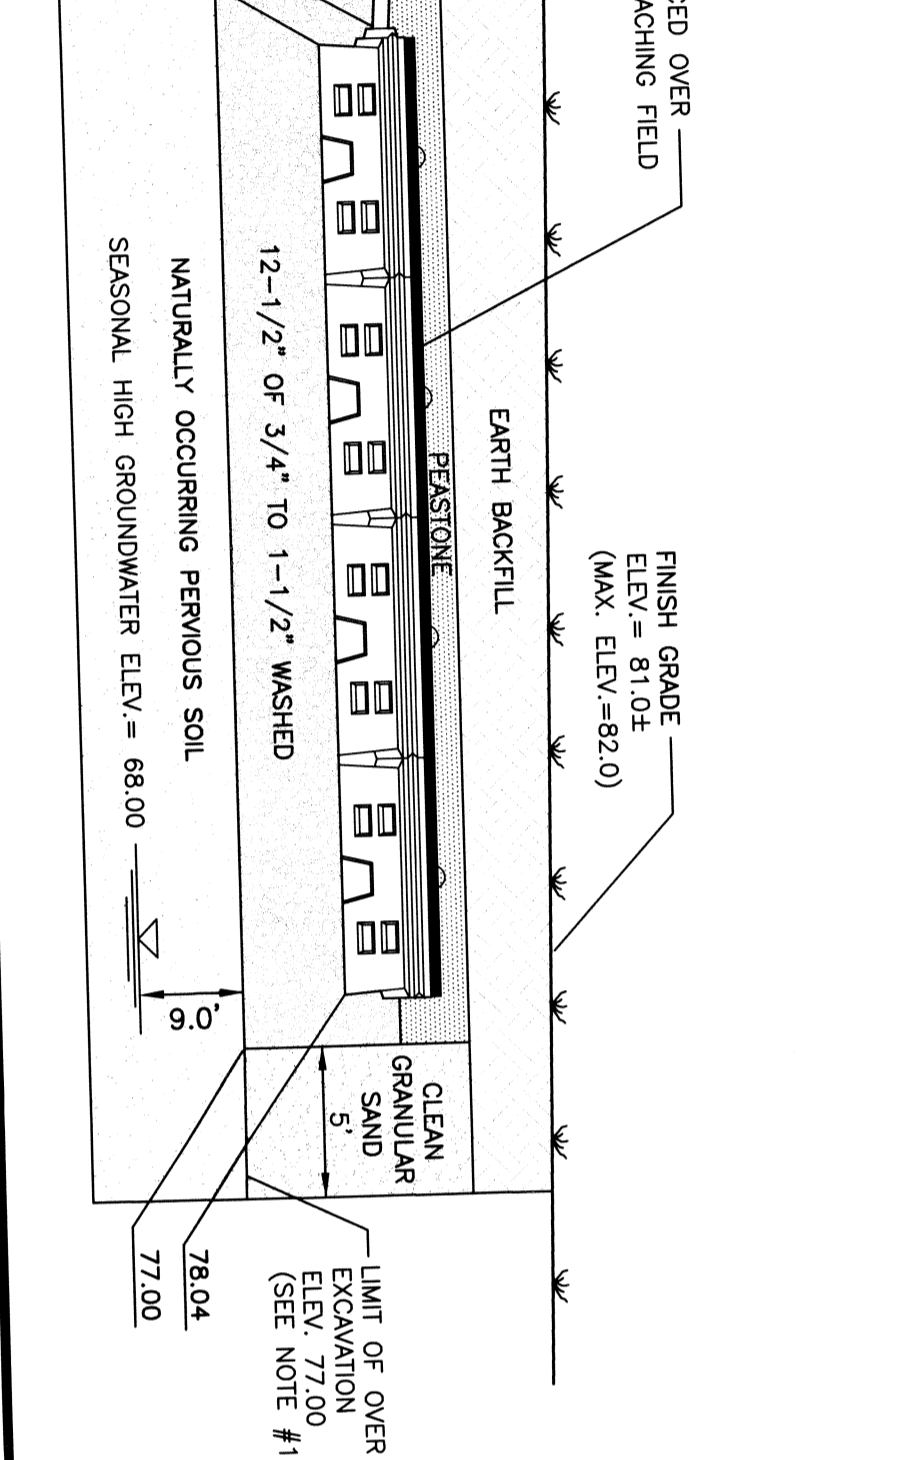 CED OVER
ACHING FIELD
FINISH GRADE
ELEV.= 81.0±
(MAX. ELEV.=82.0)
EARTH BACKFILL
PEASTONE
12-1/2" OF 3/4" TO 1-1/2" WASHED
NATURALLY OCCURRING PERVIOUS SOIL
SEASONAL HIGH GROUNDWATER ELEV.= 68.00
9.0'
CLEAN
GRANULAR
SAND
5'
78.04
77.00
LIMIT OF OVER
EXCAVATION
ELEV. 77.00
(SEE NOTE #1